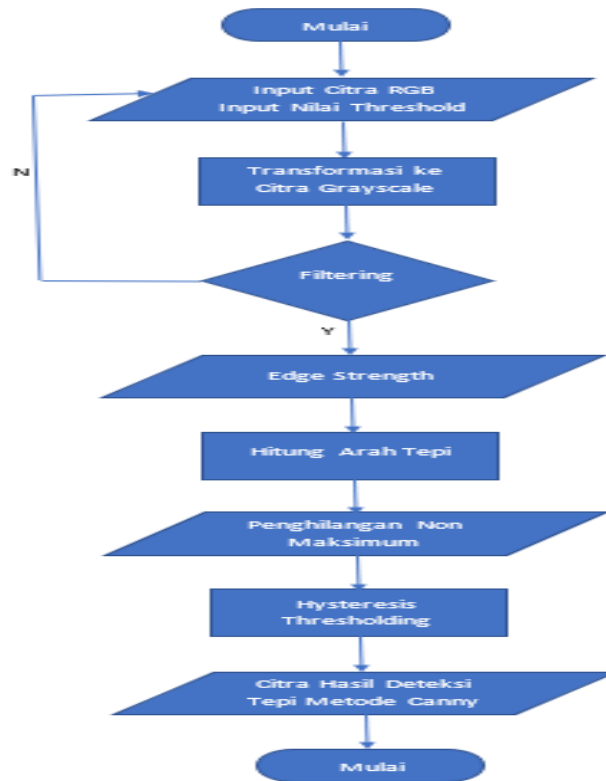 Mulai
Input Citra RGB
Input Nilai Threshold
N
Transformasi ke
Citra Grayscale
Filtering
Y
Edge Strength
Hitung Arah Tepi
Penghilangan Non
Maksimum
Hysteresis
Thresholding
Citra Hasil Deteksi
Tepi Metode Canny
Mulai